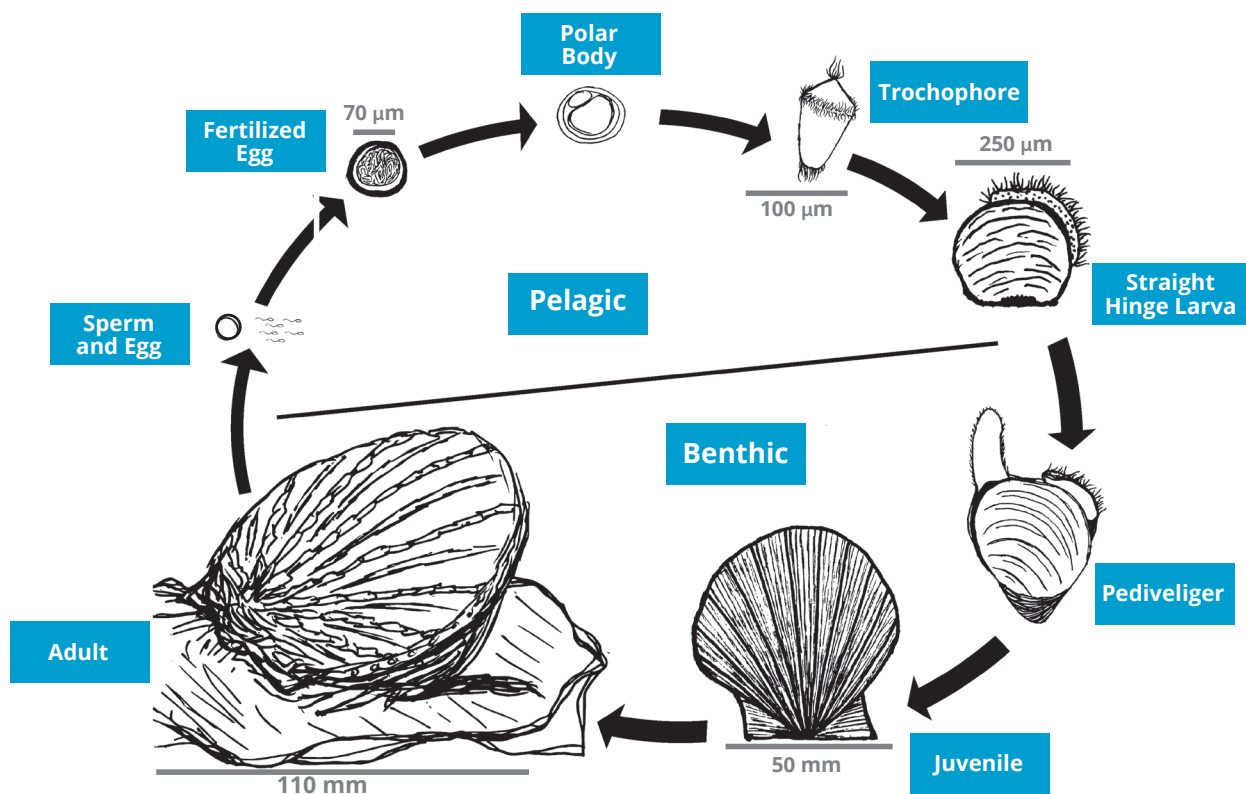 Polar
Body
Trochophore
70 μm
Fertilized
Egg
250 μm
100 μm
Straight
Hinge Larva
Pelagic
Sperm
and Egg
Benthic
Pediveliger
Adult
Juvenile
50 mm
110 mm